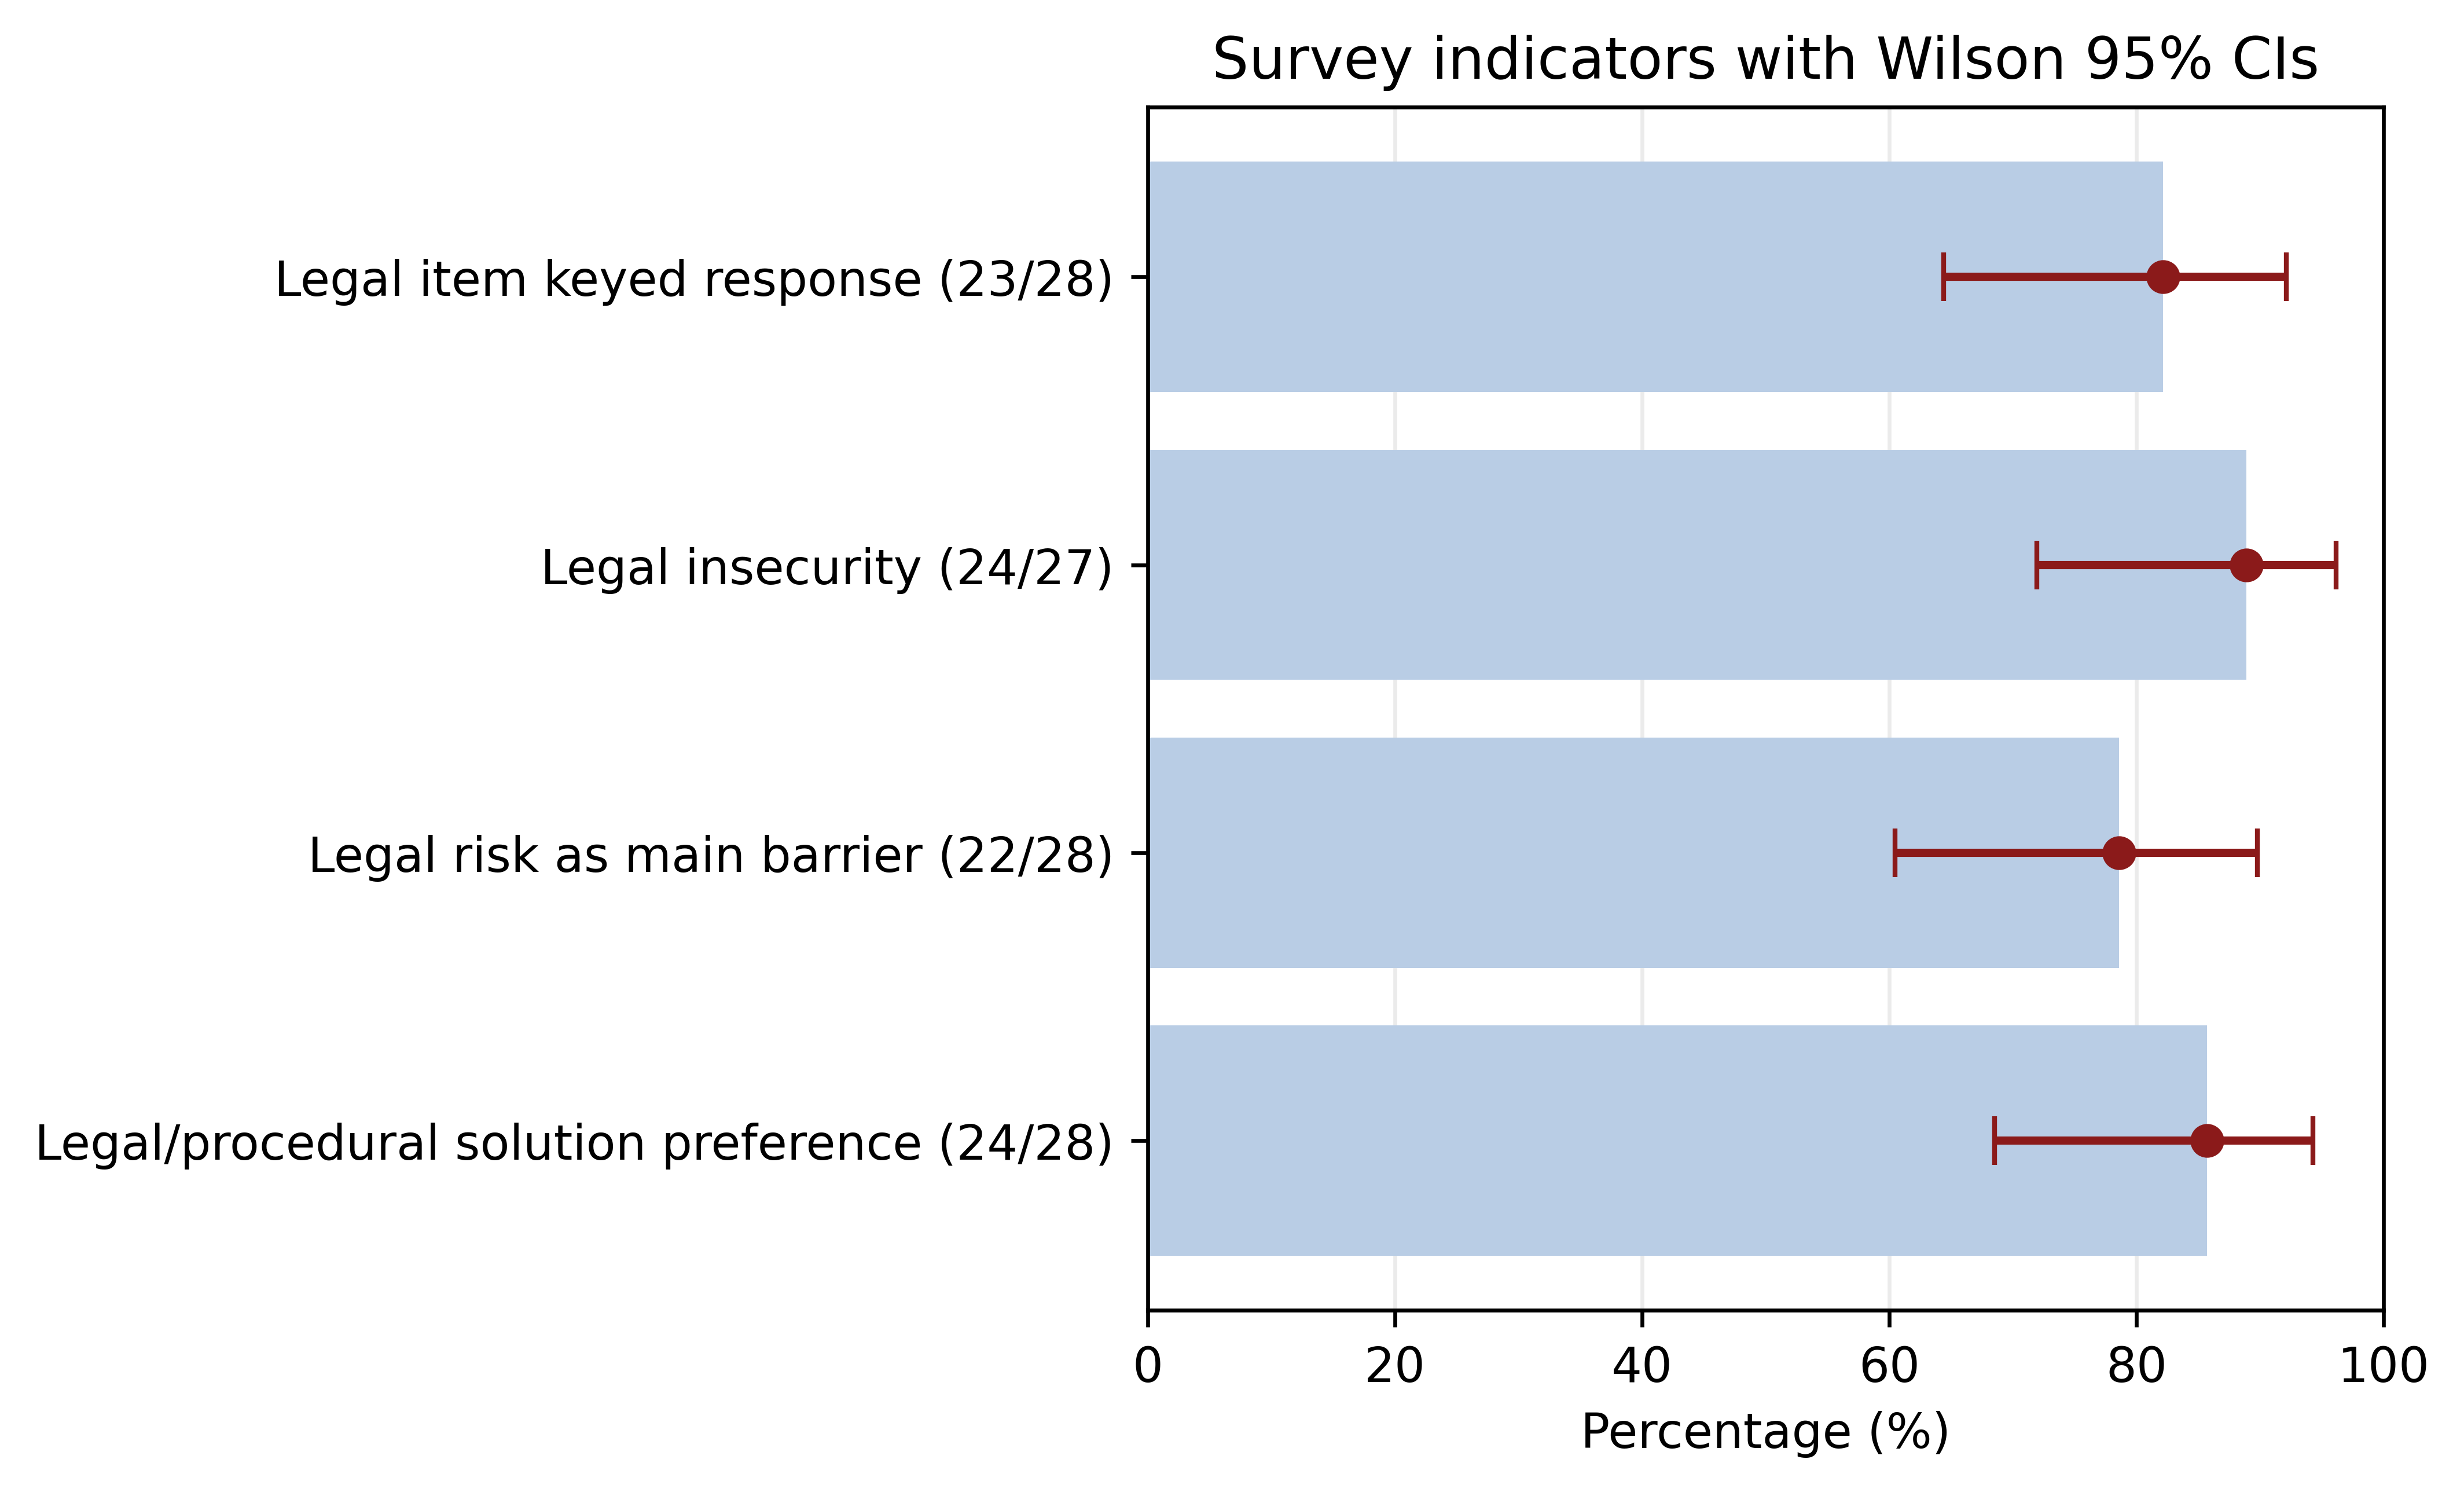 Survey indicators with Wilson 95% CIs
Legal item keyed response (23/28)
Legal insecurity (24/27)
Legal risk as main barrier (22/28)
Legal/procedural solution preference (24/28)
0 20 40 60 80 100
Percentage (%)